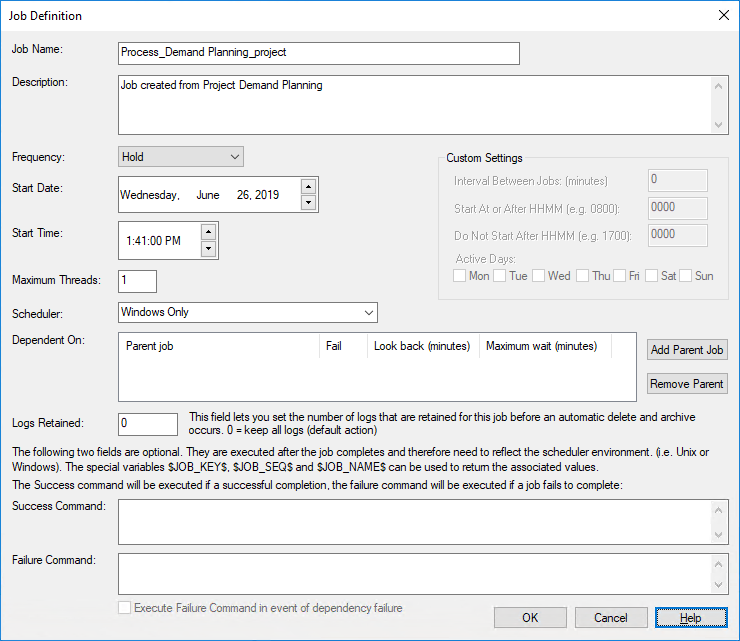 Job Definition
Job Name:
Process_Demand Planning_project
Description:
Job created from Project Demand Planning
Frequency:
Hold
Start Date:
Wednesday, June 26, 2019
Start Time:
1:41:00 PM
Custom Settings
Interval Between Jobs: (minutes)
0
Start At or After HHMM (e.g. 0800):
0000
Do Not Start After HHMM (e.g. 1700):
0000
Active Days:
Mon Tue Wed Thu Fri Sat Sun
Maximum Threads:
1
Scheduler:
Windows Only
Dependent On:
Parent job Fail Look back (minutes) Maximum wait (minutes)
Add Parent Job
Remove Parent
Logs Retained:
0
This field lets you set the number of logs that are retained for this job before an automatic delete and archive
occurs. 0 = keep all logs (default action)
The following two fields are optional. They are executed after the job completes and therefore need to reflect the scheduler environment. (i.e. Unix or
Windows). The special variables $JOB_KEY$, $JOB_SEQ$ and $JOB_NAME$ can be used to return the associated values.
The Success command will be executed if a successful completion, the failure command will be executed if a job fails to complete:
Success Command:
Failure Command:
Execute Failure Command in event of dependency failure
OK
Cancel
Help